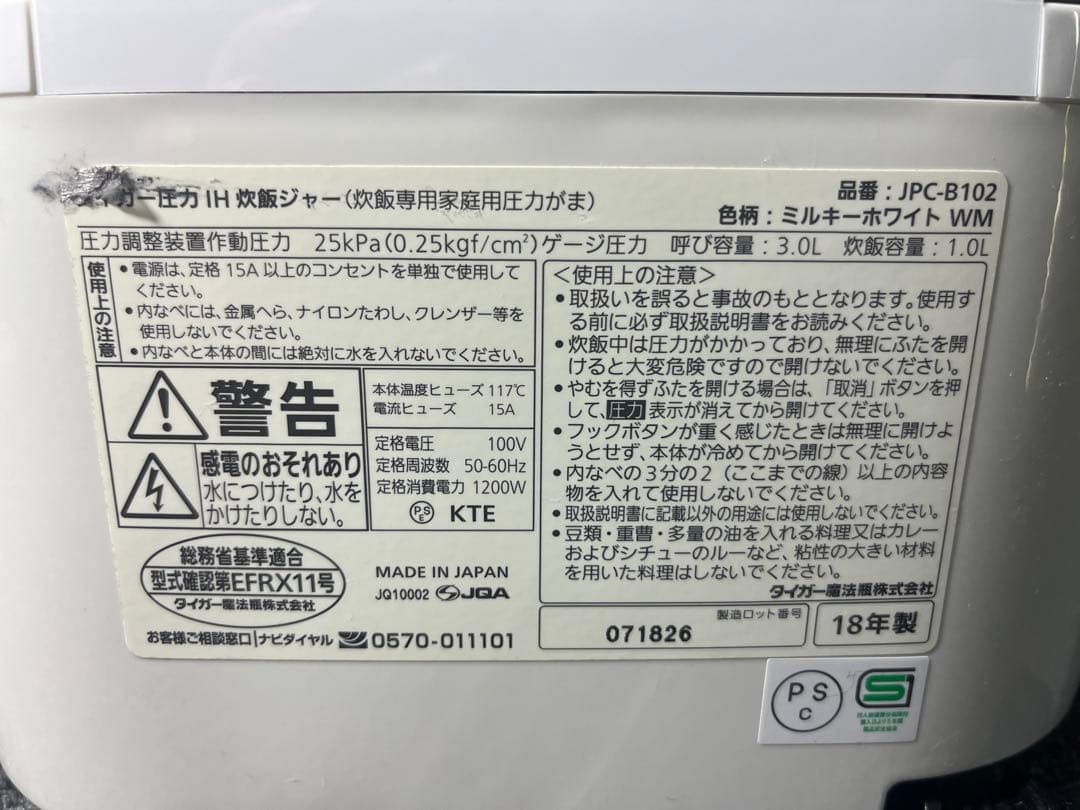 タイガー圧力IH炊飯ジャー(炊飯専用家庭用圧力がま)
品番:JPC-B102
色柄:ミルキーホワイト WM
圧力調整装置作動圧力 25kPa(0.25kgf/cm²)ゲージ圧力 呼び容量:3.0L 炊飯容量:1.0L
使用上の注意
•電源は、定格15A以上のコンセントを単独で使用して
ください。
•内なべには、金属へら、ナイロンたわし、クレンザー等を
使用しないでください。
•内なべと本体の間には絶対に水を入れないでください。
警告
感電のおそれあり
水につけたり、水を
かけたりしない。
本体温度ヒューズ 117℃
電流ヒューズ 15A
定格電圧 100V
定格周波数 50-60Hz
定格消費電力 1200W
PSE KTE
総務省基準適合
型式確認第EFRX11号
タイガー魔法瓶株式会社
MADE IN JAPAN
JQ10002 JQA
お客様ご相談窓口 ナビダイヤル 0570-011101
<使用上の注意>
•取扱いを誤ると事故のもととなります。使用す
る前に必ず取扱説明書をお読みください。
•炊飯中は圧力がかかっており、無理にふたを開
けると大変危険ですので開けないでください。
•やむを得ずふたを開ける場合は、「取消」ボタンを押
して、圧力表示が消えてから開けてください。
•フックボタンが重く感じたときは無理に開けよ
うとせず、本体が冷めてから開けてください。
•内なべの3分の2(ここまでの線)以上の内容
物を入れて使用しないでください。
•取扱説明書に記載以外の用途には使用しないでください。
•豆類・重曹・多量の油を入れる料理又はカレー
およびシチューのルーなど、粘性の大きい材料
を用いた料理はしないでください。
タイガー魔法瓶株式会社
製造ロット番号
071826
18年製
PS
C